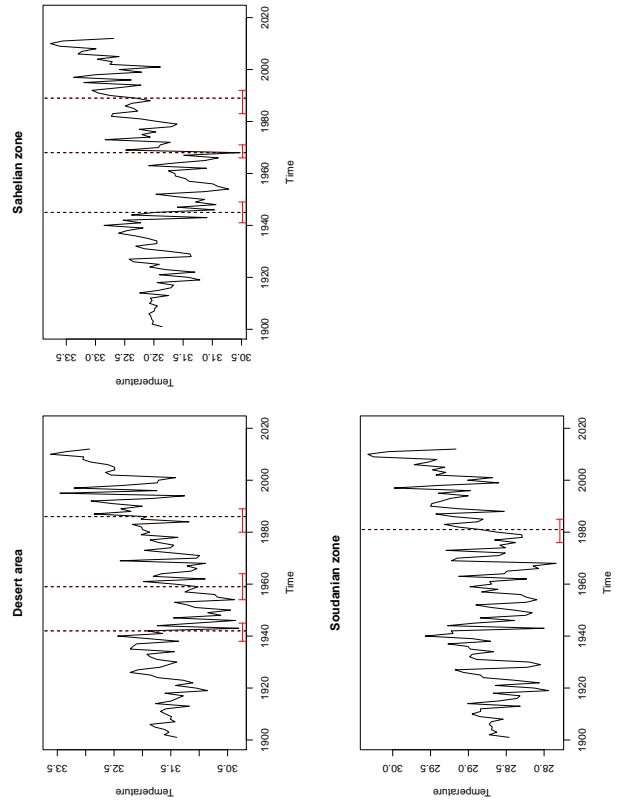 Desert area
Temperature
33.5
32.5
31.5
30.5
1900 1920 1940 1960 1980 2000 2020
Time
Sahelian zone
Temperature
33.5
33.0
32.5
32.0
31.5
31.0
30.5
1900 1920 1940 1960 1980 2000 2020
Time
Soudanian zone
Temperature
30.0
29.5
29.0
28.5
28.0
1900 1920 1940 1960 1980 2000 2020
Time